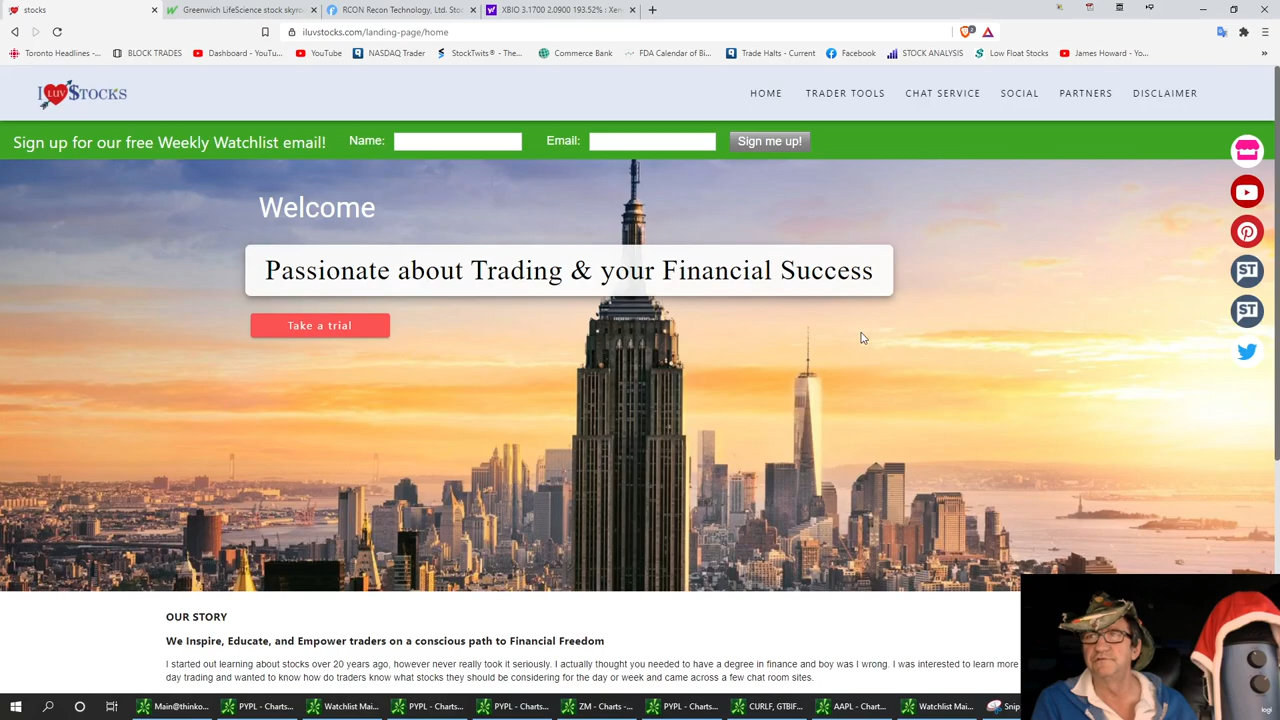 stocks
Greenwich LifeScience stock skyro
RCON Recon Technology, Ltd. Stoc
XBIO 3.1700 2.0900 193.52% : Xen
iluvstocks.com/landing-page/home
Toronto Headlines -...
BLOCK TRADES
Dashboard - YouTu...
YouTube
NASDAQ Trader
StockTwits® - The...
Commerce Bank
FDA Calendar of Bi...
Trade Halts - Current
Facebook
STOCK ANALYSIS
Low Float Stocks
James Howard - Yo...
I LUV $TOCKS
HOME
TRADER TOOLS
CHAT SERVICE
SOCIAL
PARTNERS
DISCLAIMER
Sign up for our free Weekly Watchlist email!
Name:
Email:
Sign me up!
Welcome
Passionate about Trading & your Financial Success
Take a trial
ST
ST
OUR STORY
We Inspire, Educate, and Empower traders on a conscious path to Financial Freedom
I started out learning about stocks over 20 years ago, however never really took it seriously. I actually thought you needed to have a degree in finance and boy was I wrong. I was interested to learn more
day trading and wanted to know how do traders know what stocks they should be considering for the day or week and came across a few chat room sites.
Main@thinko...
PYPL - Charts...
Watchlist Mai...
PYPL - Charts...
PYPL - Charts...
ZM - Charts -...
PYPL - Charts...
CURLF, GTBIF...
AAPL - Chart...
Watchlist Mai...
Snip
logi